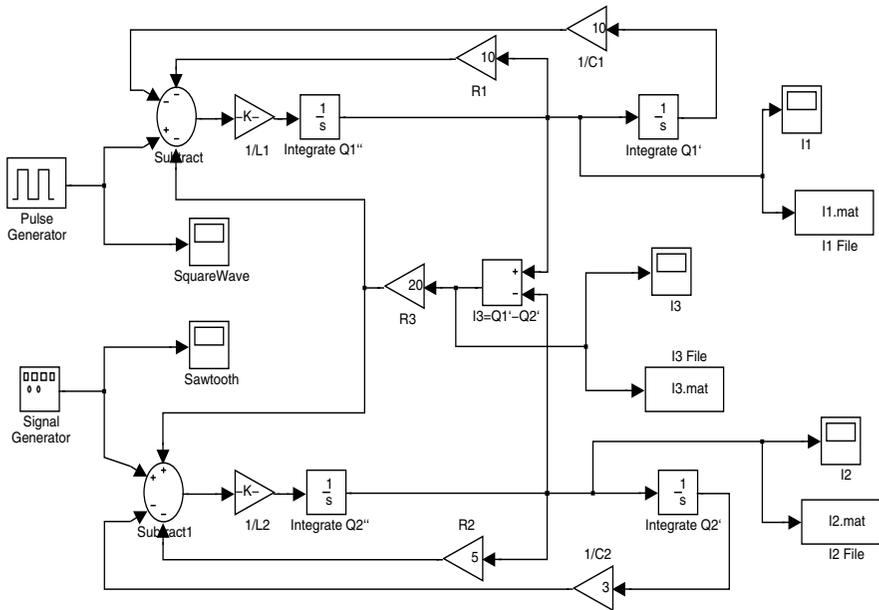 10
1/C1
10
R1
−
−
+
−
Subtract
−K−
1/L1
1
s
Integrate Q1‘‘
1
s
Integrate Q1‘
I1
I1.mat
I1 File
Pulse
Generator
SquareWave
20
R3
+
−
I3=Q1‘−Q2‘
I3
I3 File
I3.mat
Sawtooth
Signal
Generator
+
+
−
−
Subtract1
−K−
1/L2
1
s
Integrate Q2‘‘
1
s
Integrate Q2‘
I2
I2.mat
I2 File
R2
5
1/C2
3